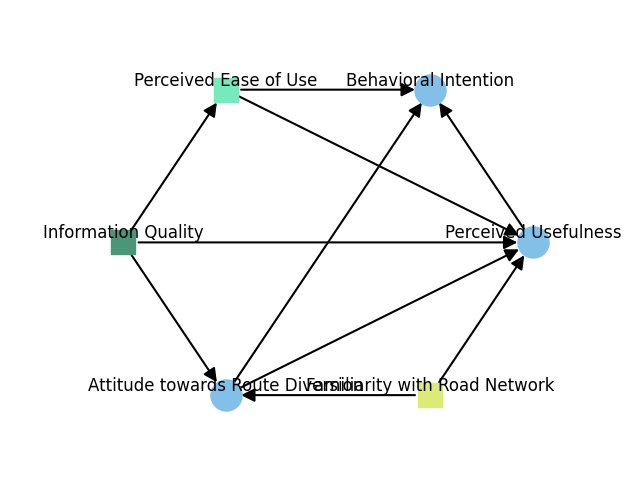 Perceived Ease of Use
Behavioral Intention
Information Quality
Perceived Usefulness
Attitude towards Route Diversion
Familiarity with Road Network